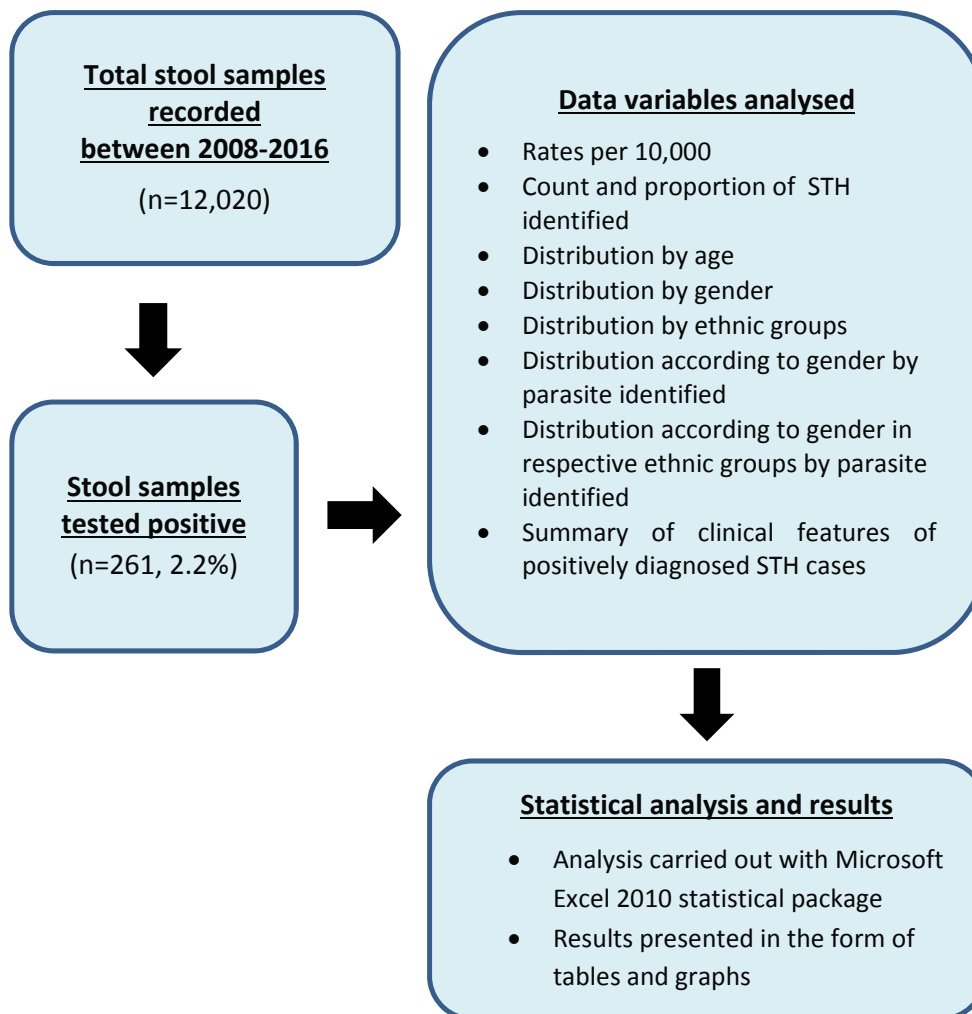 Total stool samples
recorded
between 2008-2016
(n=12,020)
Stool samples
tested positive
(n=261, 2.2%)
Data variables analysed
• Rates per 10,000
• Count and proportion of STH
identified
• Distribution by age
• Distribution by gender
• Distribution by ethnic groups
• Distribution according to gender by
parasite identified
• Distribution according to gender in
respective ethnic groups by parasite
identified
• Summary of clinical features of
positively diagnosed STH cases
Statistical analysis and results
• Analysis carried out with Microsoft
Excel 2010 statistical package
• Results presented in the form of
tables and graphs